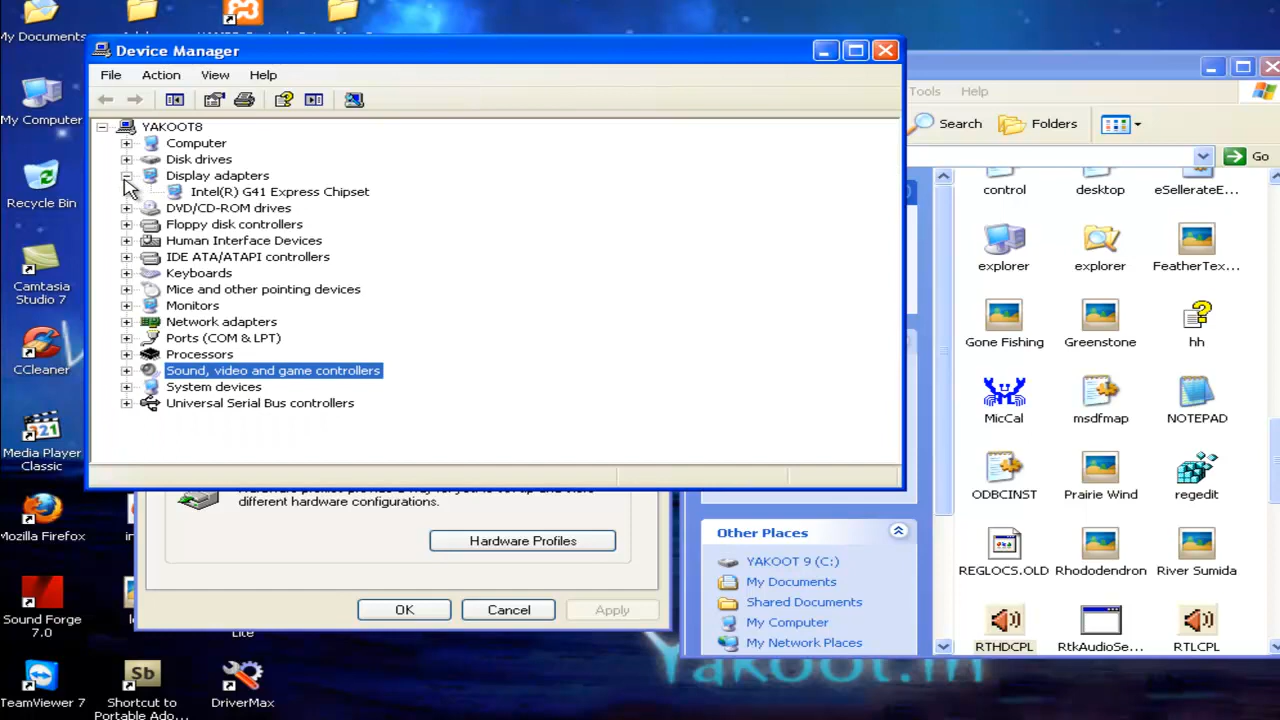 My Documents
My Computer
Recycle Bin
Camtasia
Studio 7
CCleaner
Media Player
Classic
Mozilla Firefox
Sound Forge
7.0
TeamViewer 7
Shortcut to
Portable Ado...
DriverMax
Lite
Device Manager
File Action View Help
YAKOOT8
Computer
Disk drives
Display adapters
Intel(R) G41 Express Chipset
DVD/CD-ROM drives
Floppy disk controllers
Human Interface Devices
IDE ATA/ATAPI controllers
Keyboards
Mice and other pointing devices
Monitors
Network adapters
Ports (COM & LPT)
Processors
Sound, video and game controllers
System devices
Universal Serial Bus controllers
different hardware configurations.
Hardware Profiles
OK Cancel Apply
Tools Help
Search Folders
Go
Other Places
YAKOOT 9 (C:)
My Documents
Shared Documents
My Computer
My Network Places
control desktop eSellerateE...
explorer explorer FeatherTex...
Gone Fishing Greenstone hh
MicCal msdfmap NOTEPAD
ODBCINST Prairie Wind regedit
REGLOCS.OLD Rhododendron River Sumida
RTHDCPL RtkAudioSe... RTLCPL
Sb
321